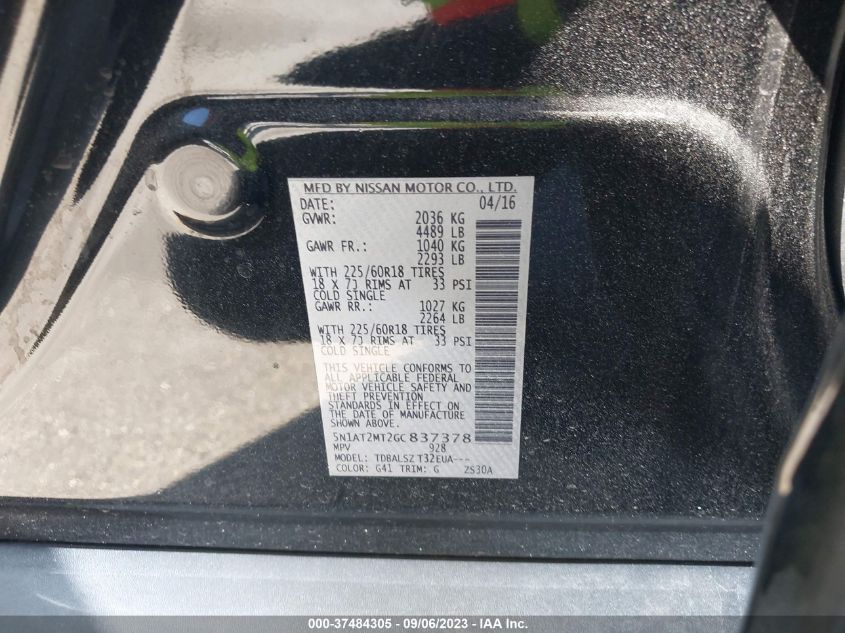 MFD BY NISSAN MOTOR CO., LTD.
DATE: 04/16
GVWR: 2036 KG
4489 LB
GAWR FR.: 1040 KG
2293 LB
WITH 225/60R18 TIRES
18 X 7J RIMS AT 33 PSI
COLD SINGLE
GAWR RR.: 1027 KG
2264 LB
WITH 225/60R18 TIRES
18 X 7J RIMS AT 33 PSI
COLD SINGLE
THIS VEHICLE CONFORMS TO
ALL APPLICABLE FEDERAL
MOTOR VEHICLE SAFETY AND
THEFT PREVENTION
STANDARDS IN EFFECT ON
THE DATE OF MANUFACTURE
SHOWN ABOVE.
5N1AT2MT2GC837378
MPV 928
MODEL: TDBALSZ T32EUA---
COLOR: G41 TRIM: G ZS30A
000-37484305 - 09/06/2023 - IAA Inc.